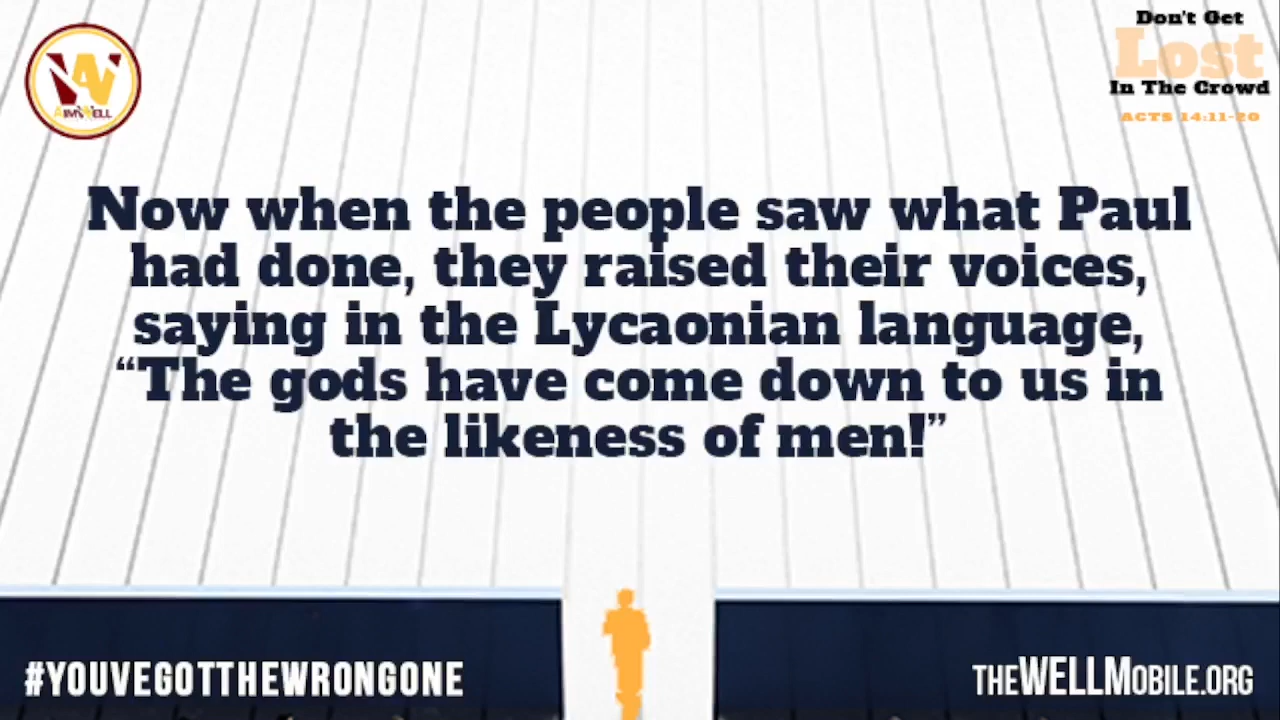 AIMWELL
Don't Get
Lost
In The Crowd
ACTS 14:11-20
Now when the people saw what Paul
had done, they raised their voices,
saying in the Lycaonian language,
“The gods have come down to us in
the likeness of men!”
#YOUVEGOTTHEWRONGONE
THEWELLMOBILE.ORG